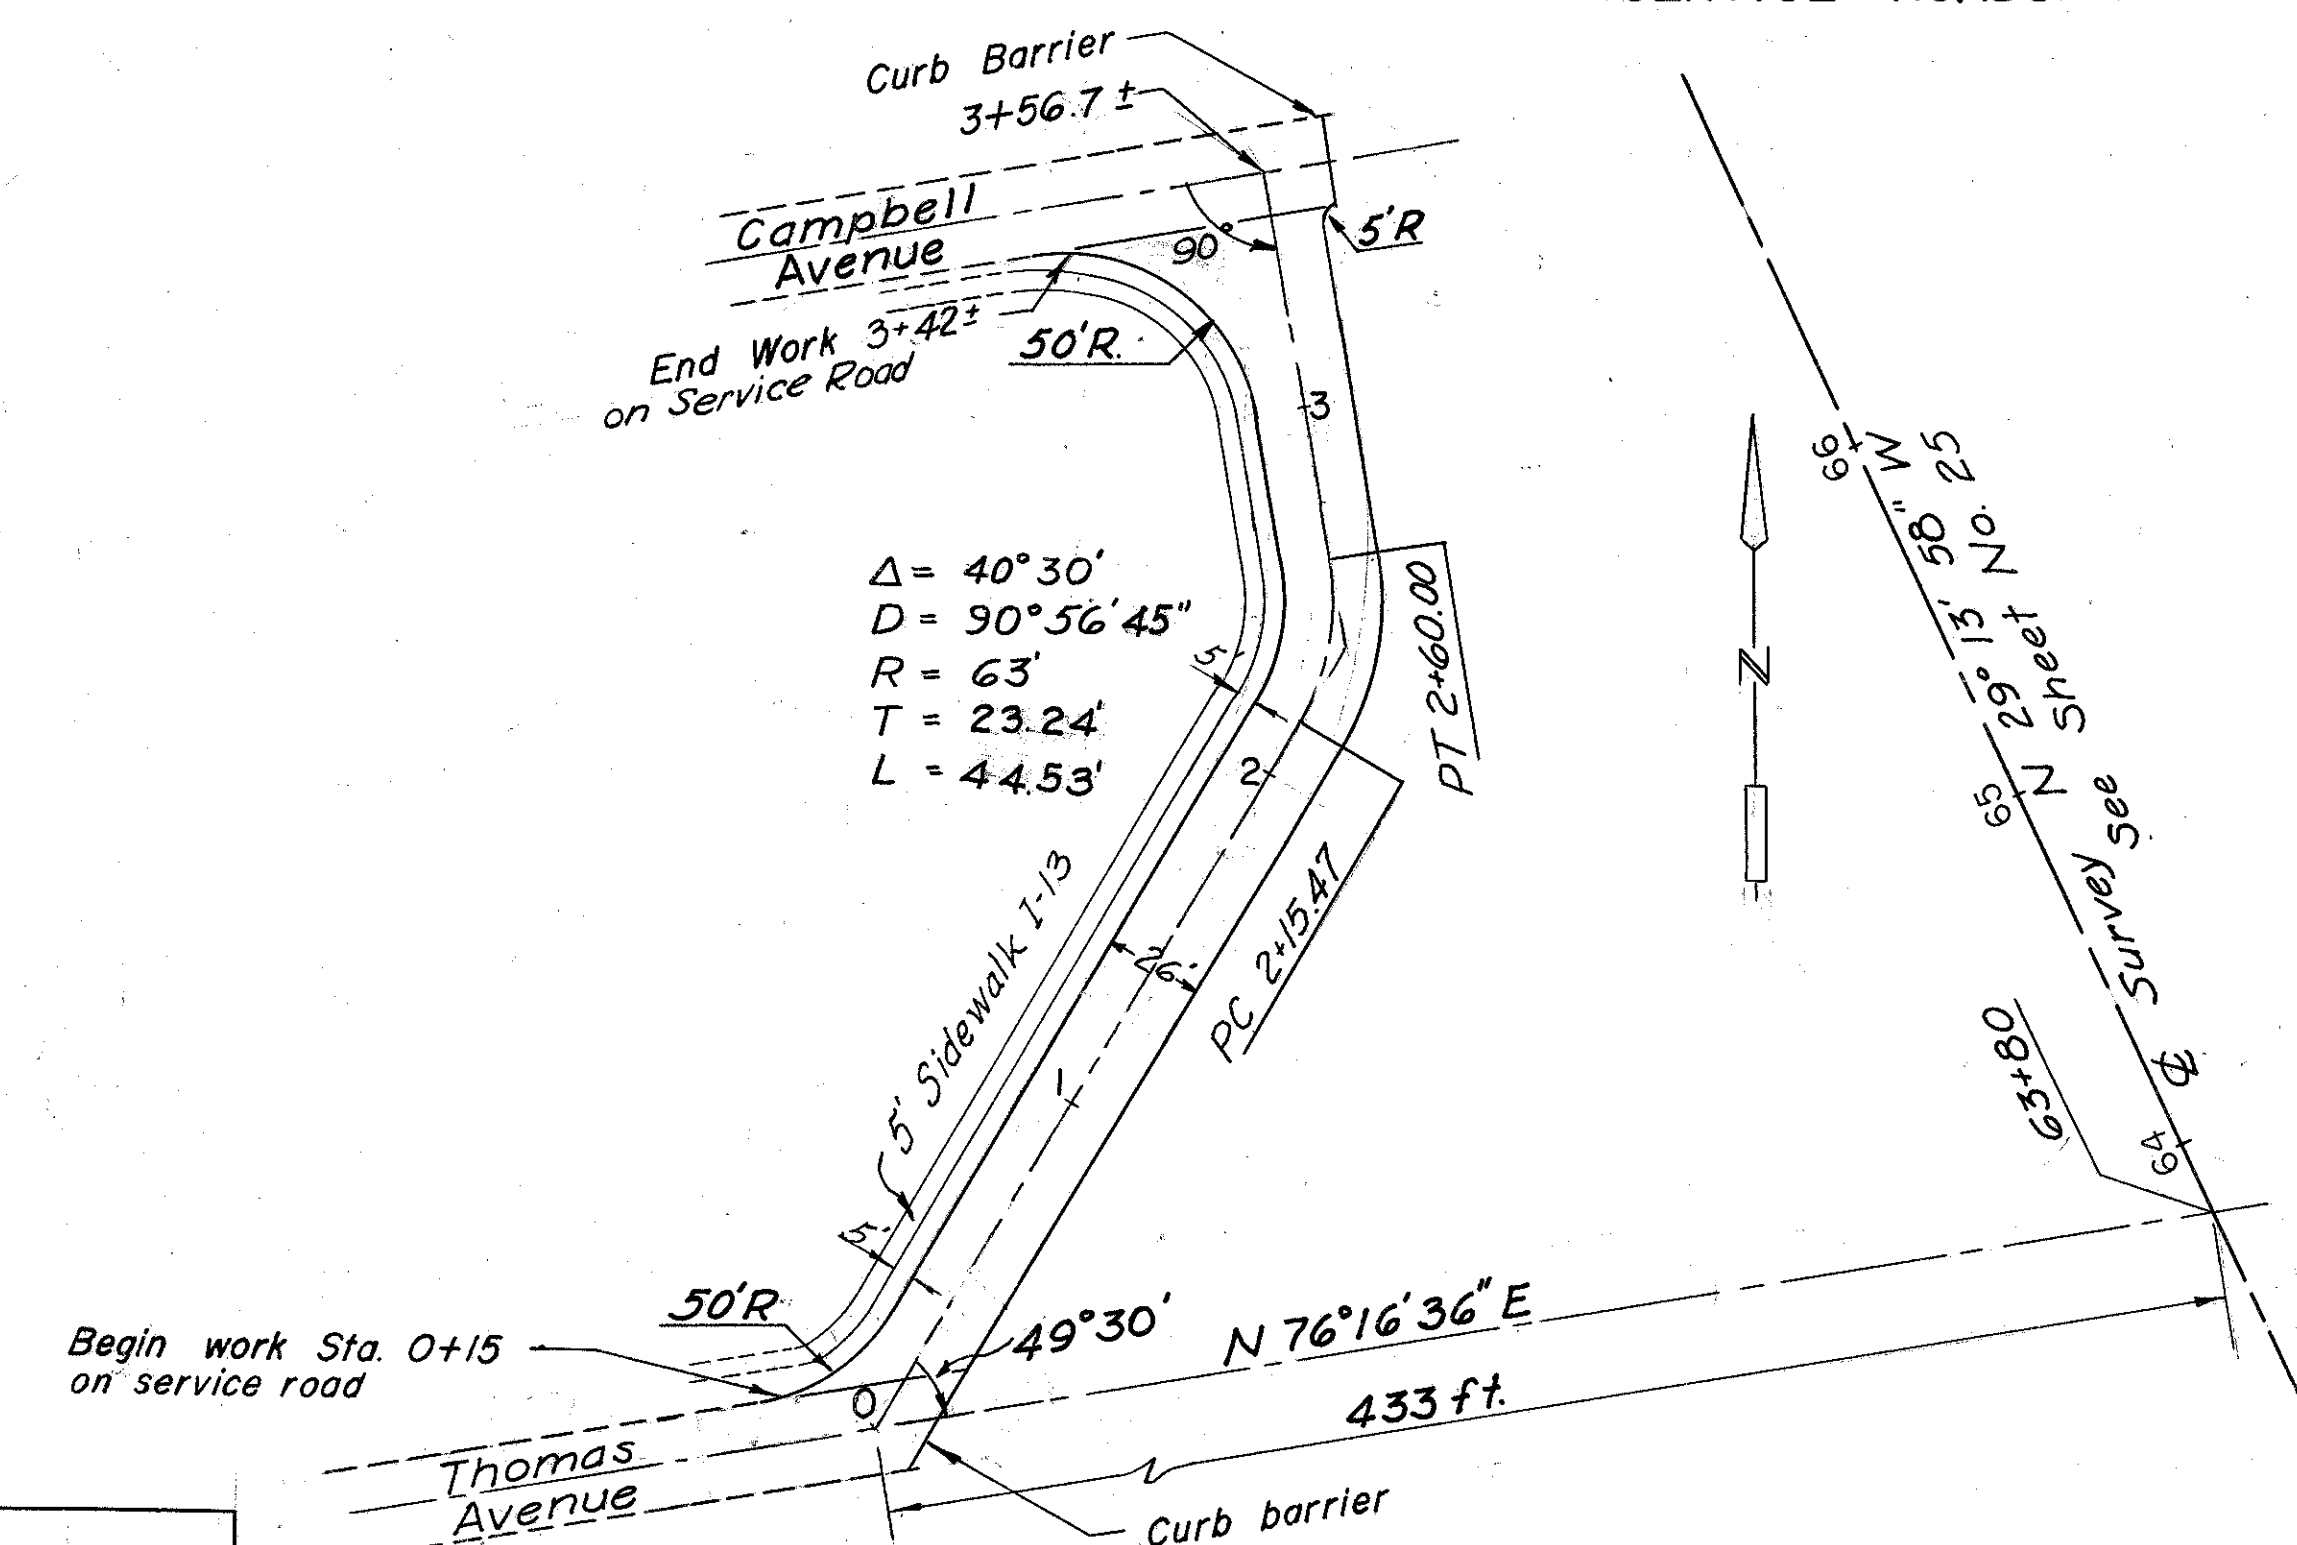 Curb Barrier
3+56.7 ±
Campbell
Avenue
90°
5'R
End Work 3+42±
on Service Road
50'R.
3
Δ = 40°30'
D = 90°56'45"
R = 63'
T = 23.24'
L = 44.53'
5'
PT 2+60.00
2
N
66
N 29° 13' 58" W
see Sheet No. 25
65
Survey ℄
5' Sidewalk I-13
26'
PC 2+15.47
1
63+80
64
5'
50'R
49°30'
N 76°16'36" E
Begin work Sta. 0+15
on service road
0
433 ft.
Thomas
Avenue
Curb barrier